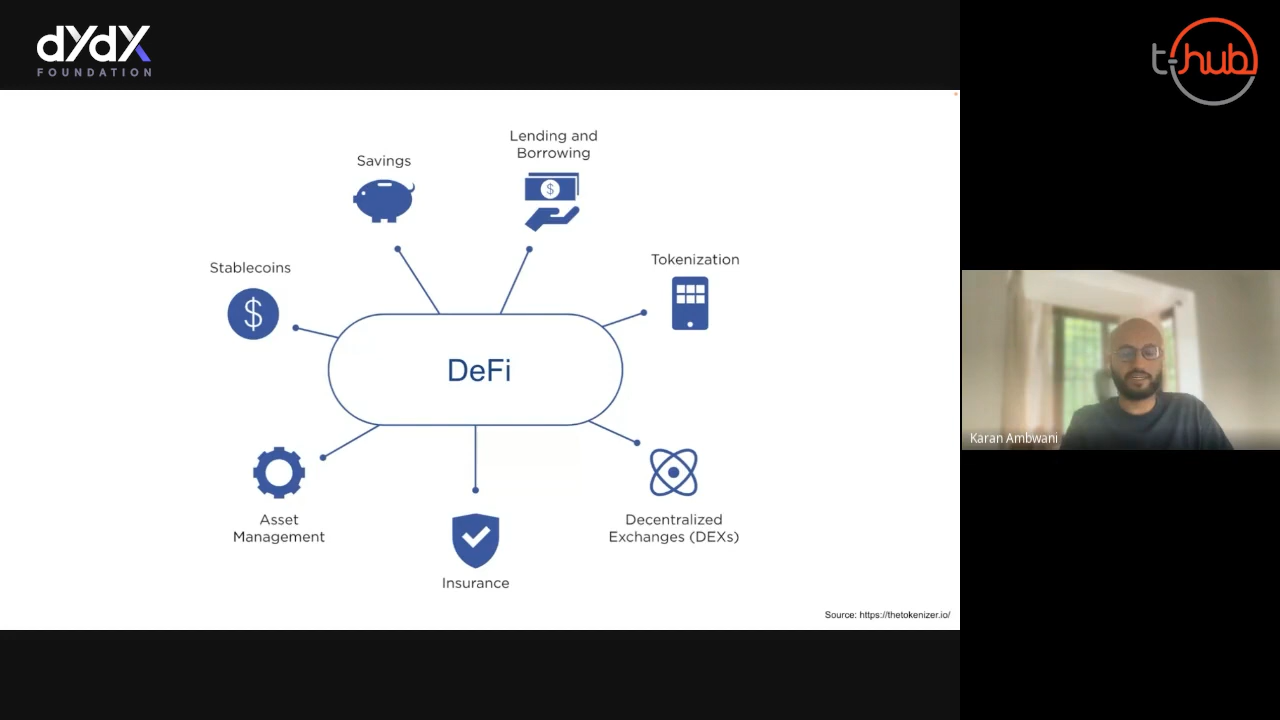 dYdX
FOUNDATION
t-hub
Lending and
Borrowing
Savings
$
Tokenization
Stablecoins
$
DeFi
Karan Ambwani
Asset
Management
Decentralized
Exchanges (DEXs)
Insurance
Source: https://thetokenizer.io/